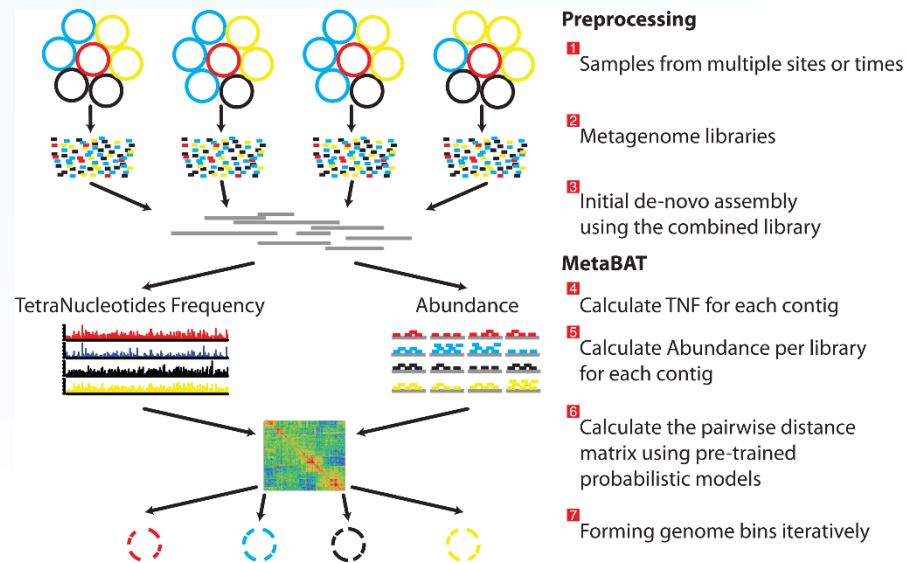 Preprocessing
1 Samples from multiple sites or times
2 Metagenome libraries
3 Initial de-novo assembly
using the combined library
MetaBAT
TetraNucleotides Frequency
Abundance
4 Calculate TNF for each contig
5 Calculate Abundance per library
for each contig
6 Calculate the pairwise distance
matrix using pre-trained
probabilistic models
7 Forming genome bins iteratively